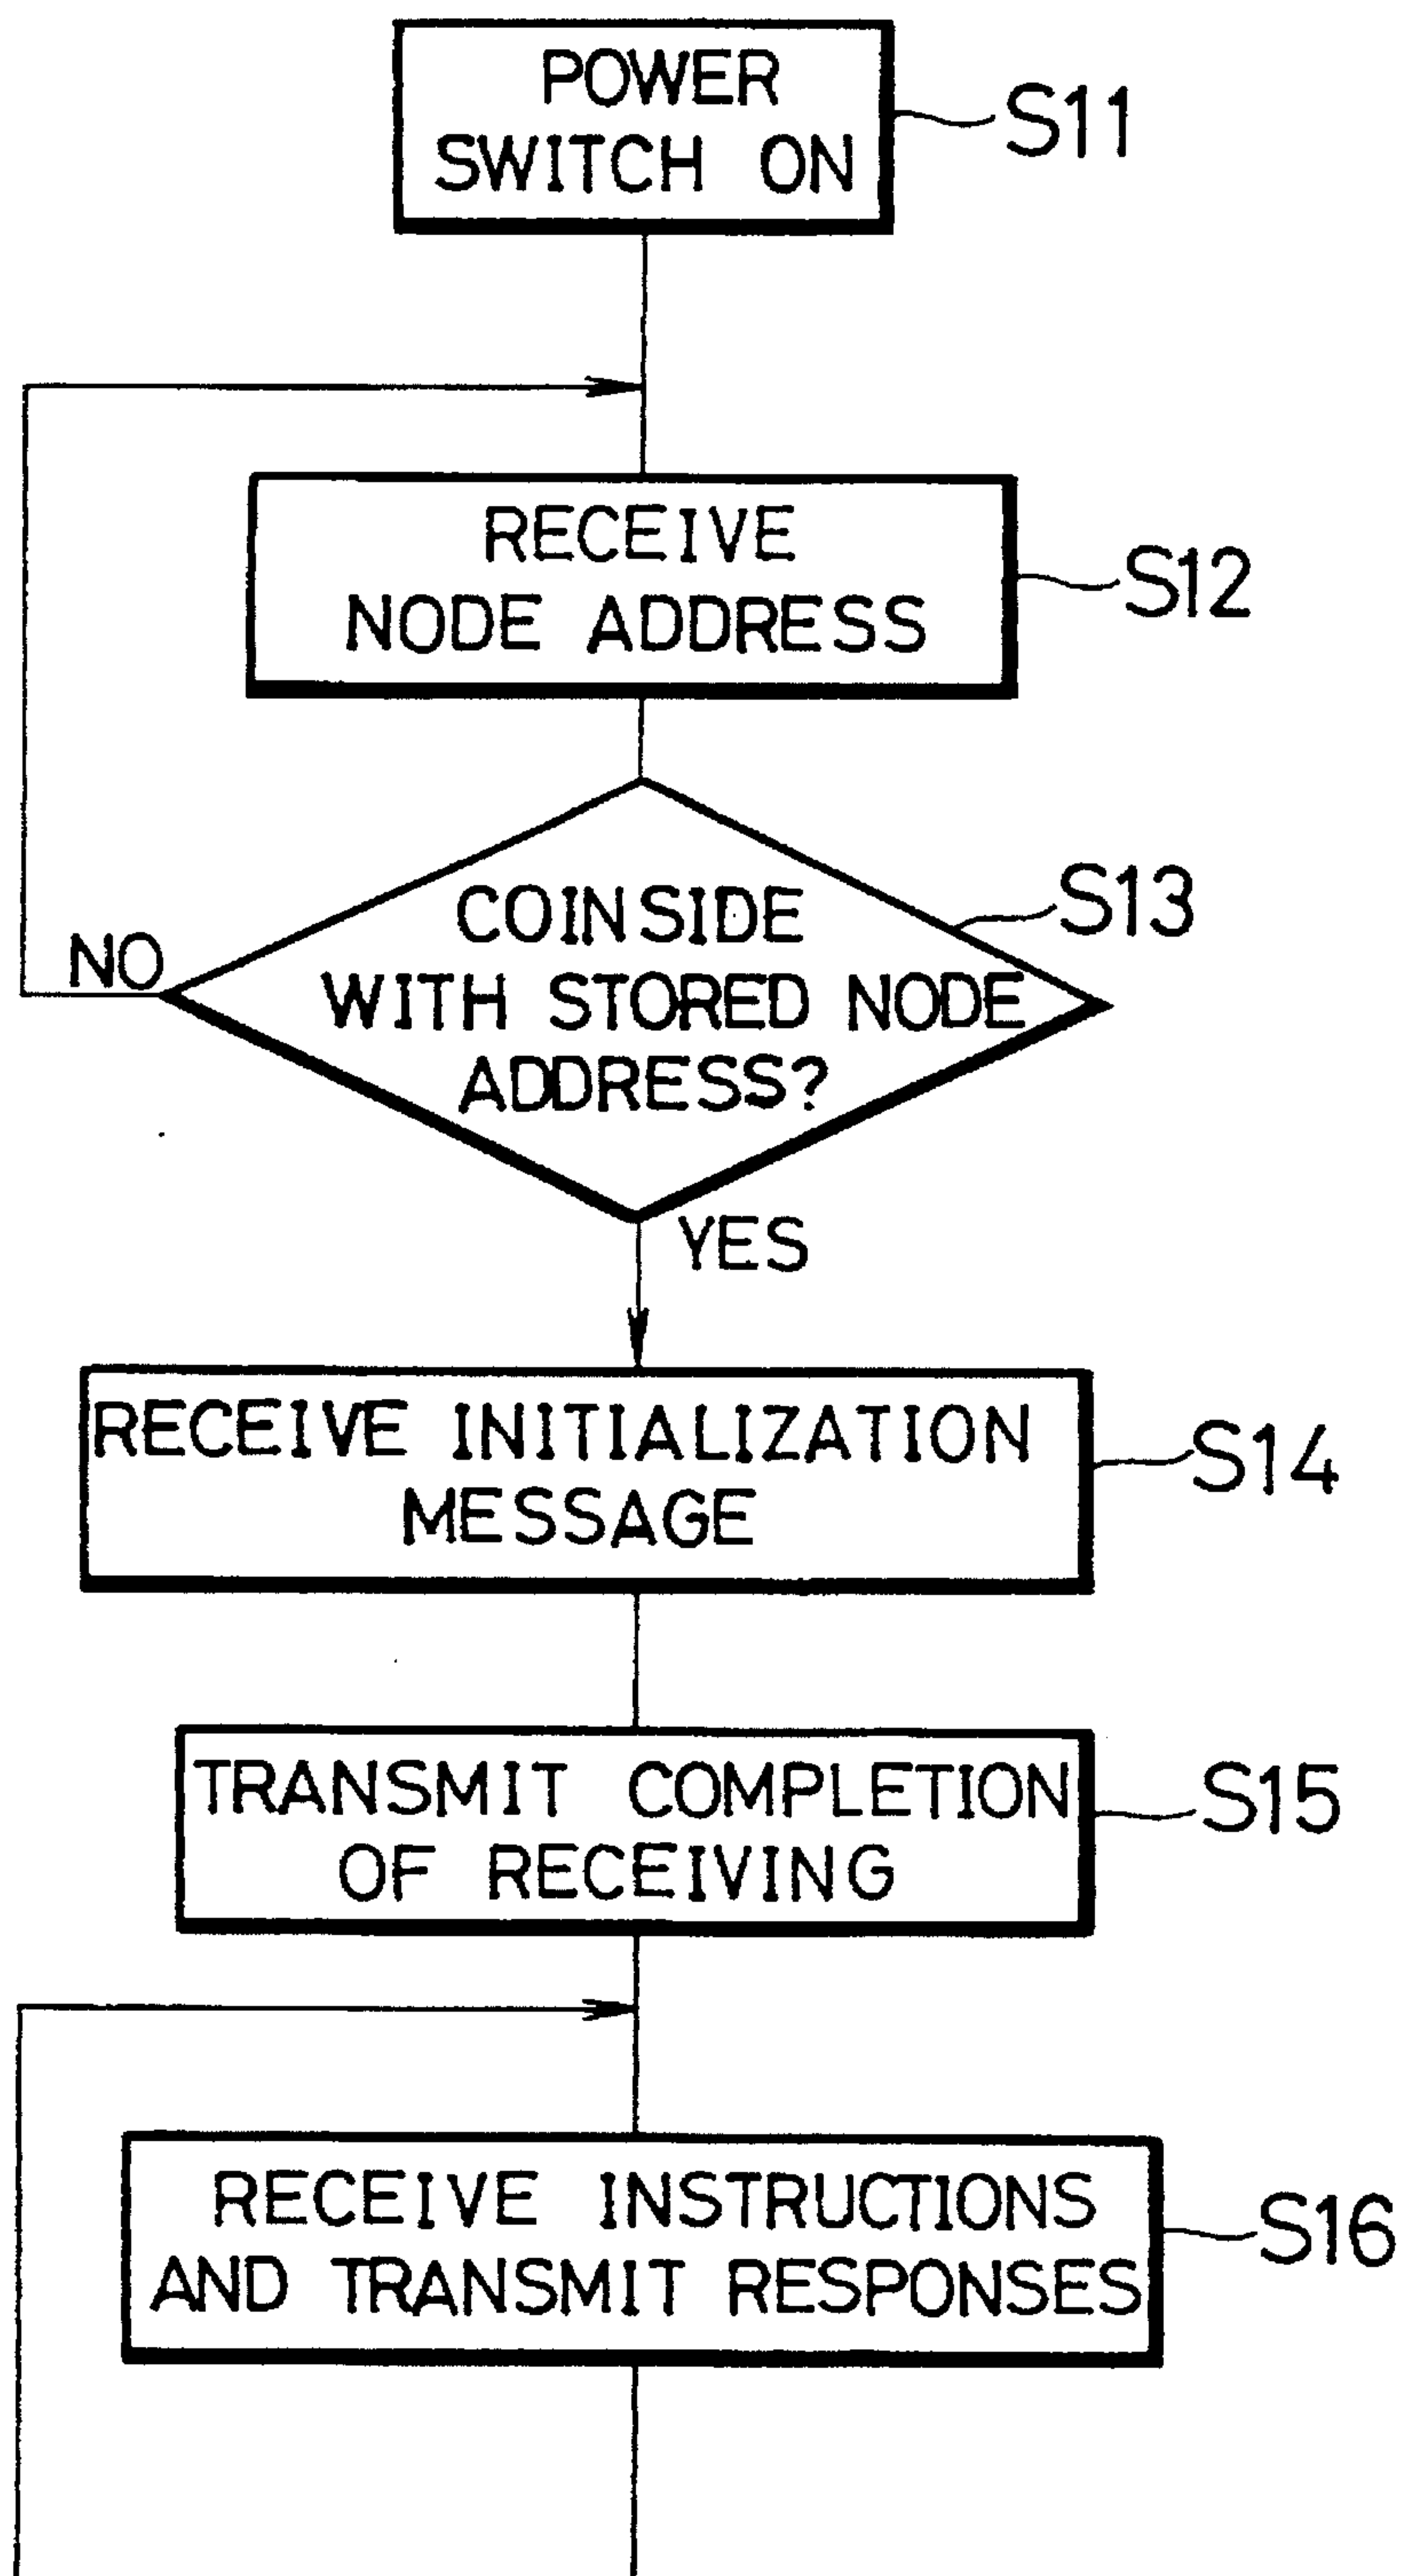 POWER
SWITCH ON
S11
RECEIVE
NODE ADDRESS
S12
COINSIDE
WITH STORED NODE
ADDRESS?
S13
NO
YES
RECEIVE INITIALIZATION
MESSAGE
S14
TRANSMIT COMPLETION
OF RECEIVING
S15
RECEIVE INSTRUCTIONS
AND TRANSMIT RESPONSES
S16